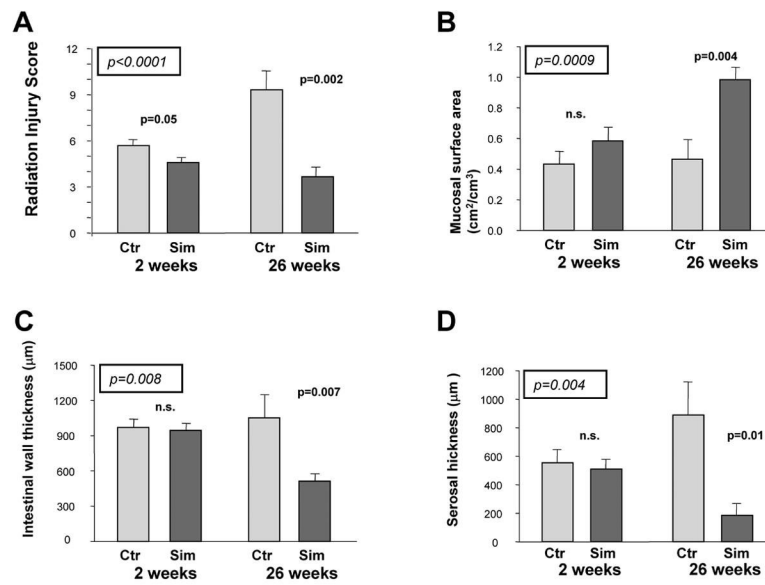 A
Radiation Injury Score
12
9
6
3
0
p<0.0001
p=0.05
p=0.002
Ctr Sim Ctr Sim
2 weeks 26 weeks
B
Mucosal surface area
(cm²/cm³)
1.2
1.0
0.8
0.6
0.4
0.2
0.0
p=0.0009
n.s.
p=0.004
Ctr Sim Ctr Sim
2 weeks 26 weeks
C
Intestinal wall thickness (µm)
1500
1200
900
600
300
0
p=0.008
n.s.
p=0.007
Ctr Sim Ctr Sim
2 weeks 26 weeks
D
Serosal hickness (µm )
1200
1000
800
600
400
200
0
p=0.004
n.s.
p=0.01
Ctr Sim Ctr Sim
2 weeks 26 weeks